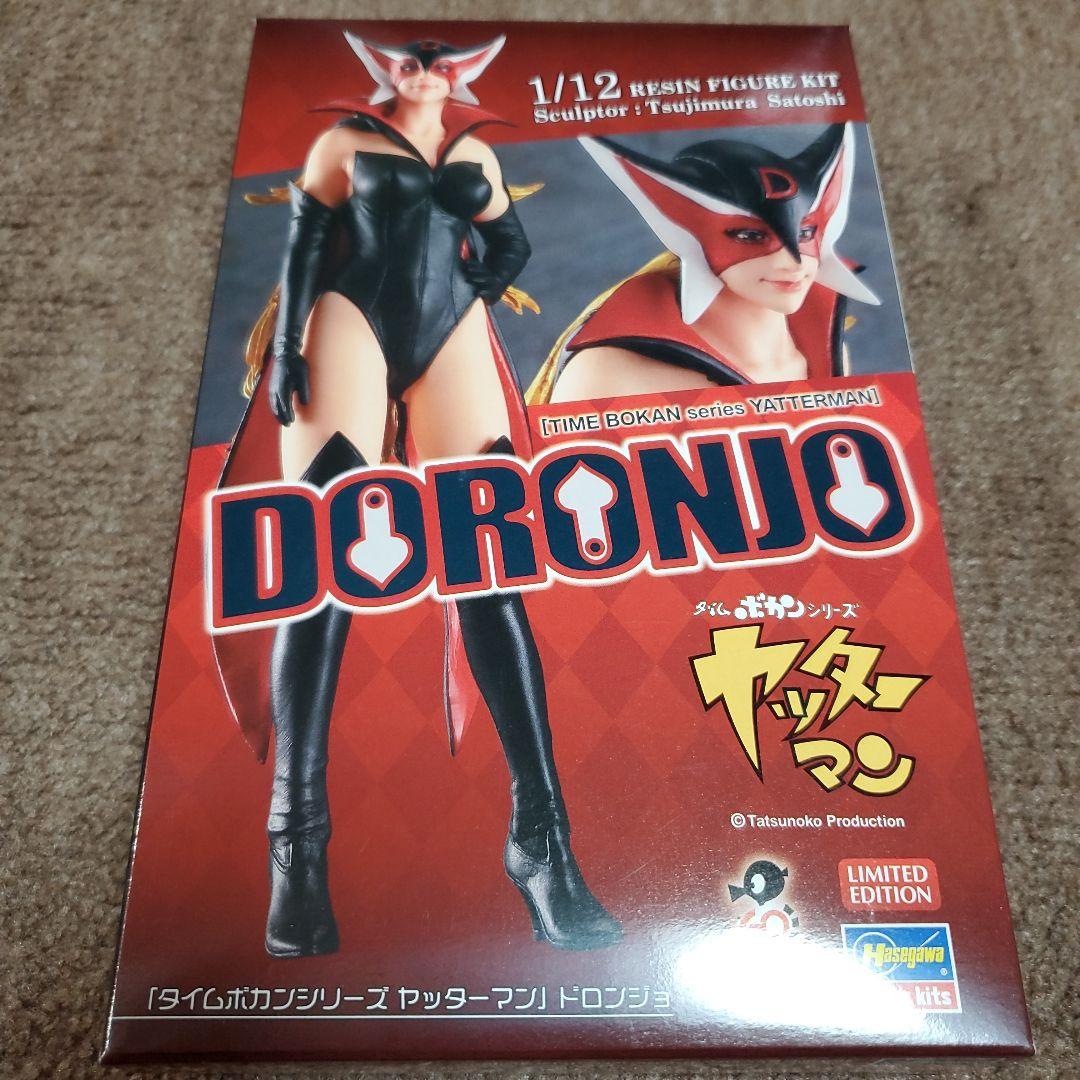 1/12 RESIN FIGURE KIT
Sculptor : Tsujimura Satoshi
D
D
[TIME BOKAN series YATTERMAN]
DORONJO
タイムボカンシリーズ
ヤッター
マン
©Tatsunoko Production
LIMITED
EDITION
Hasegawa
®
kits
「タイムボカンシリーズ ヤッターマン」ドロンジョ